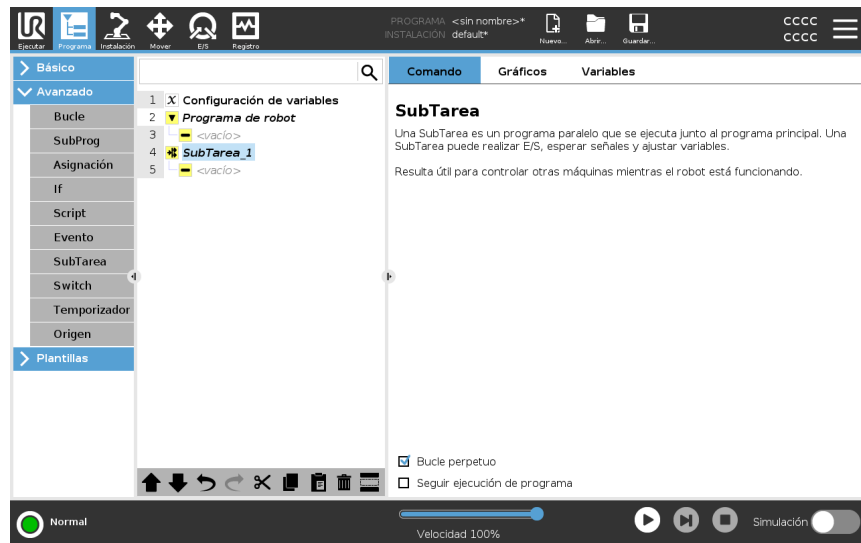 UR
PROGRAMA <sin nombre>*
INSTALACIÓN default*
cccc
cccc
Ejecutar Programa Instalación Mover E/S Registro Nuevo... Abrir... Guardar...
Básico
Avanzado
Bucle
SubProg
Asignación
If
Script
Evento
SubTarea
Switch
Temporizador
Origen
Plantillas
1 X Configuración de variables
2 Programa de robot
3 <vacío>
4 SubTarea_1
5 <vacío>
Comando Gráficos Variables
SubTarea
Una SubTarea es un programa paralelo que se ejecuta junto al programa principal. Una
SubTarea puede realizar E/S, esperar señales y ajustar variables.
Resulta útil para controlar otras máquinas mientras el robot está funcionando.
Bucle perpetuo
Seguir ejecución de programa
Normal
Velocidad 100%
Simulación